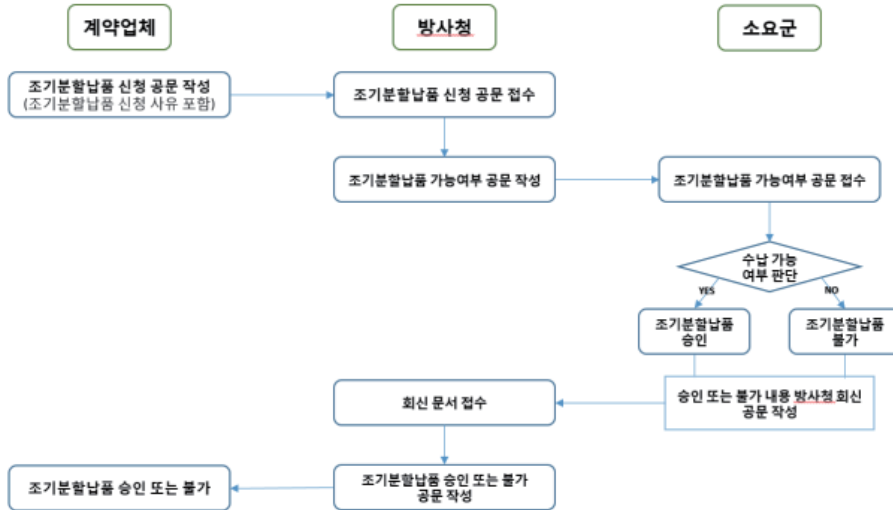 계약업체
방사청
소요군
조기분할납품 신청 공문 작성
(조기분할납품 신청 사유 포함)
조기분할납품 신청 공문 접수
조기분할납품 가능여부 공문 작성
조기분할납품 가능여부 공문 접수
수납 가능
여부 판단
YES
NO
조기분할납품
승인
조기분할납품
불가
승인 또는 불가 내용 방사청 회신
공문 작성
회신 문서 접수
조기분할납품 승인 또는 불가
공문 작성
조기분할납품 승인 또는 불가